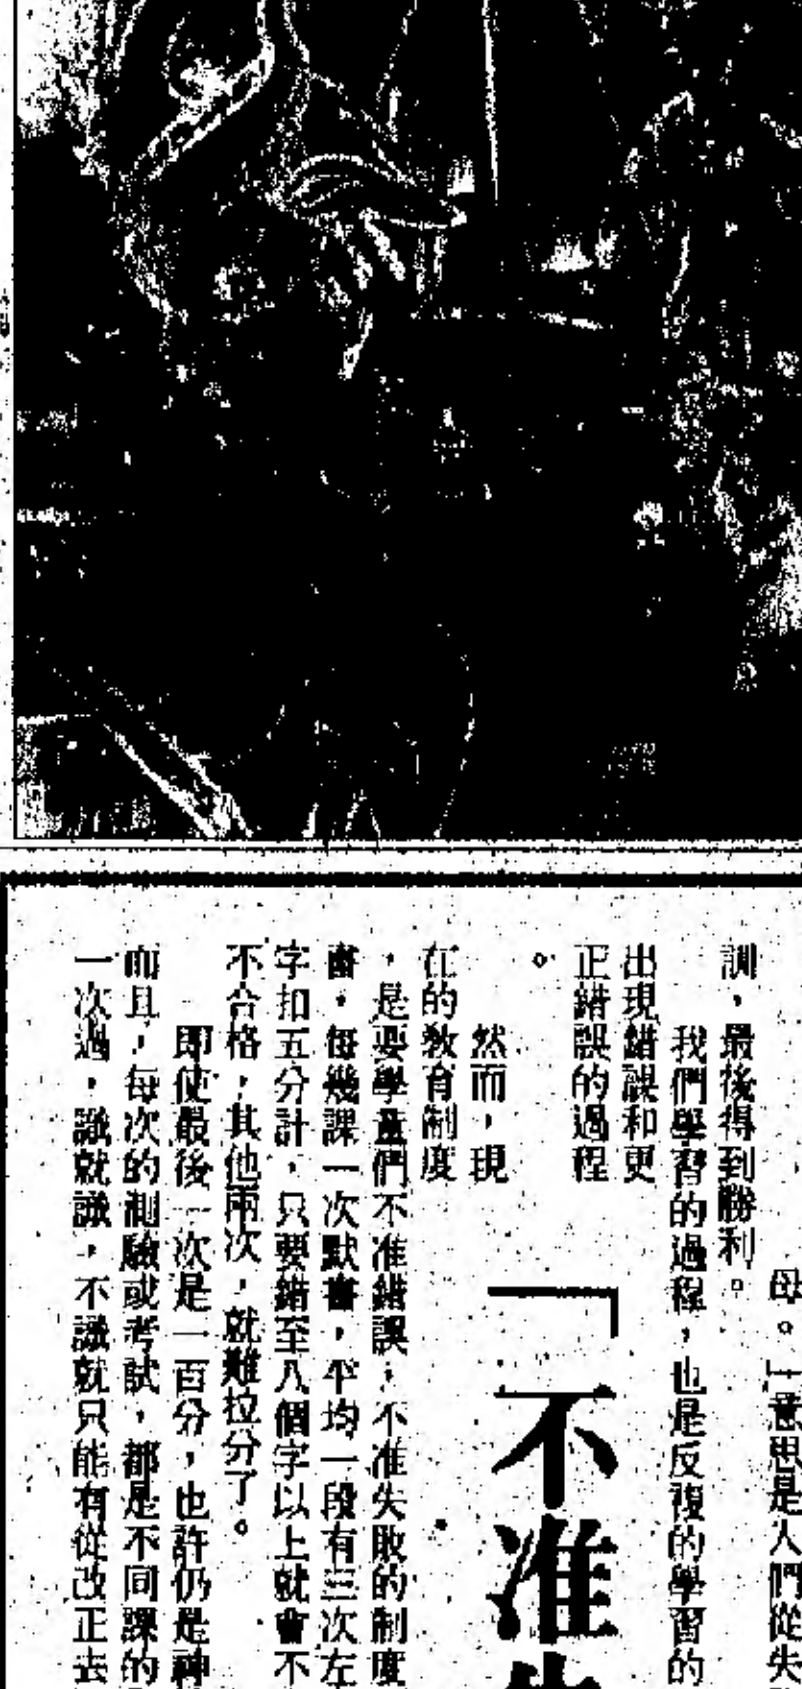 母。」意思是人們從失
訓，最後得到勝利。
我們學習的過程，也是反複的學習的
出現錯誤和更
正錯誤的過程
。
「不准
然而，現
在的教育制度
，是要學童們不准錯誤，不准失敗的制度
書，每幾課一次默書，平均一段有三次左
字扣五分計，只要錯至八個字以上就會不
不合格，其他兩次，就難拉分了。
即使最後一次是一百分，也許仍是神
而且，每次的測驗或考試，都是不同課的
一次過，識就識，不識就只能有從改正去